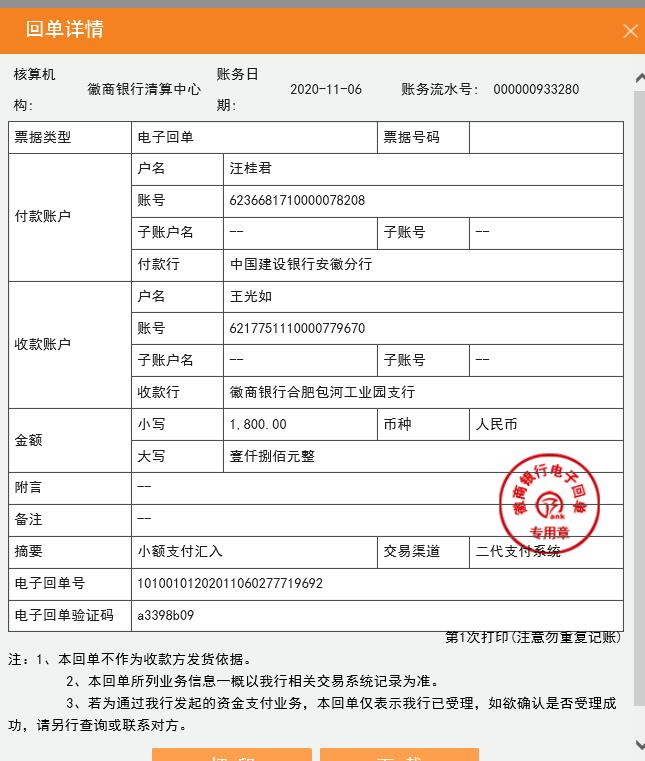 回单详情
核算机构： 徽商银行清算中心 账务日期： 2020-11-06 账务流水号： 000000933280
票据类型 电子回单 票据号码
付款账户
户名 汪桂君
账号 6236681710000078208
子账户名 -- 子账号 --
付款行 中国建设银行安徽分行
收款账户
户名 王光如
账号 6217751110000779670
子账户名 -- 子账号 --
收款行 徽商银行合肥包河工业园支行
金额
小写 1,800.00 币种 人民币
大写 壹仟捌佰元整
附言 --
备注 --
徽商银行电子回单
ank
专用章
摘要 小额支付汇入 交易渠道 二代支付系统
电子回单号 10100101202011060277719692
电子回单验证码 a3398b09
第1次打印(注意勿重复记账)
注：1、本回单不作为收款方发货依据。
2、本回单所列业务信息一概以我行相关交易系统记录为准。
3、若为通过我行发起的资金支付业务，本回单仅表示我行已受理，如欲确认是否受理成
功，请另行查询或联系对方。
打 印 下 载